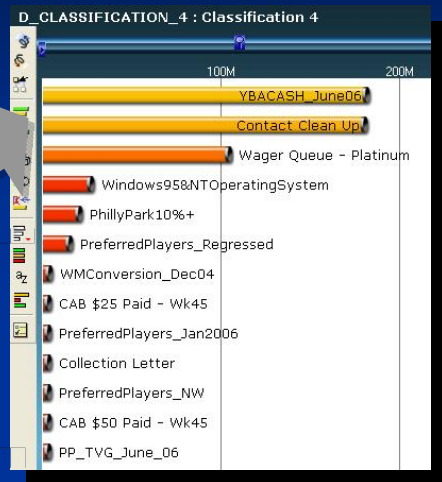 D_CLASSIFICATION_4 : Classification 4
100M 200M
YBACASH_June06
Contact Clean Up
Wager Queue - Platinum
Windows95&NTOperatingSystem
PhillyPark10%+
PreferredPlayers_Regressed
WMConversion_Dec04
CAB $25 Paid - Wk45
PreferredPlayers_Jan2006
Collection Letter
PreferredPlayers_NW
CAB $50 Paid - Wk45
PP_TVG_June_06